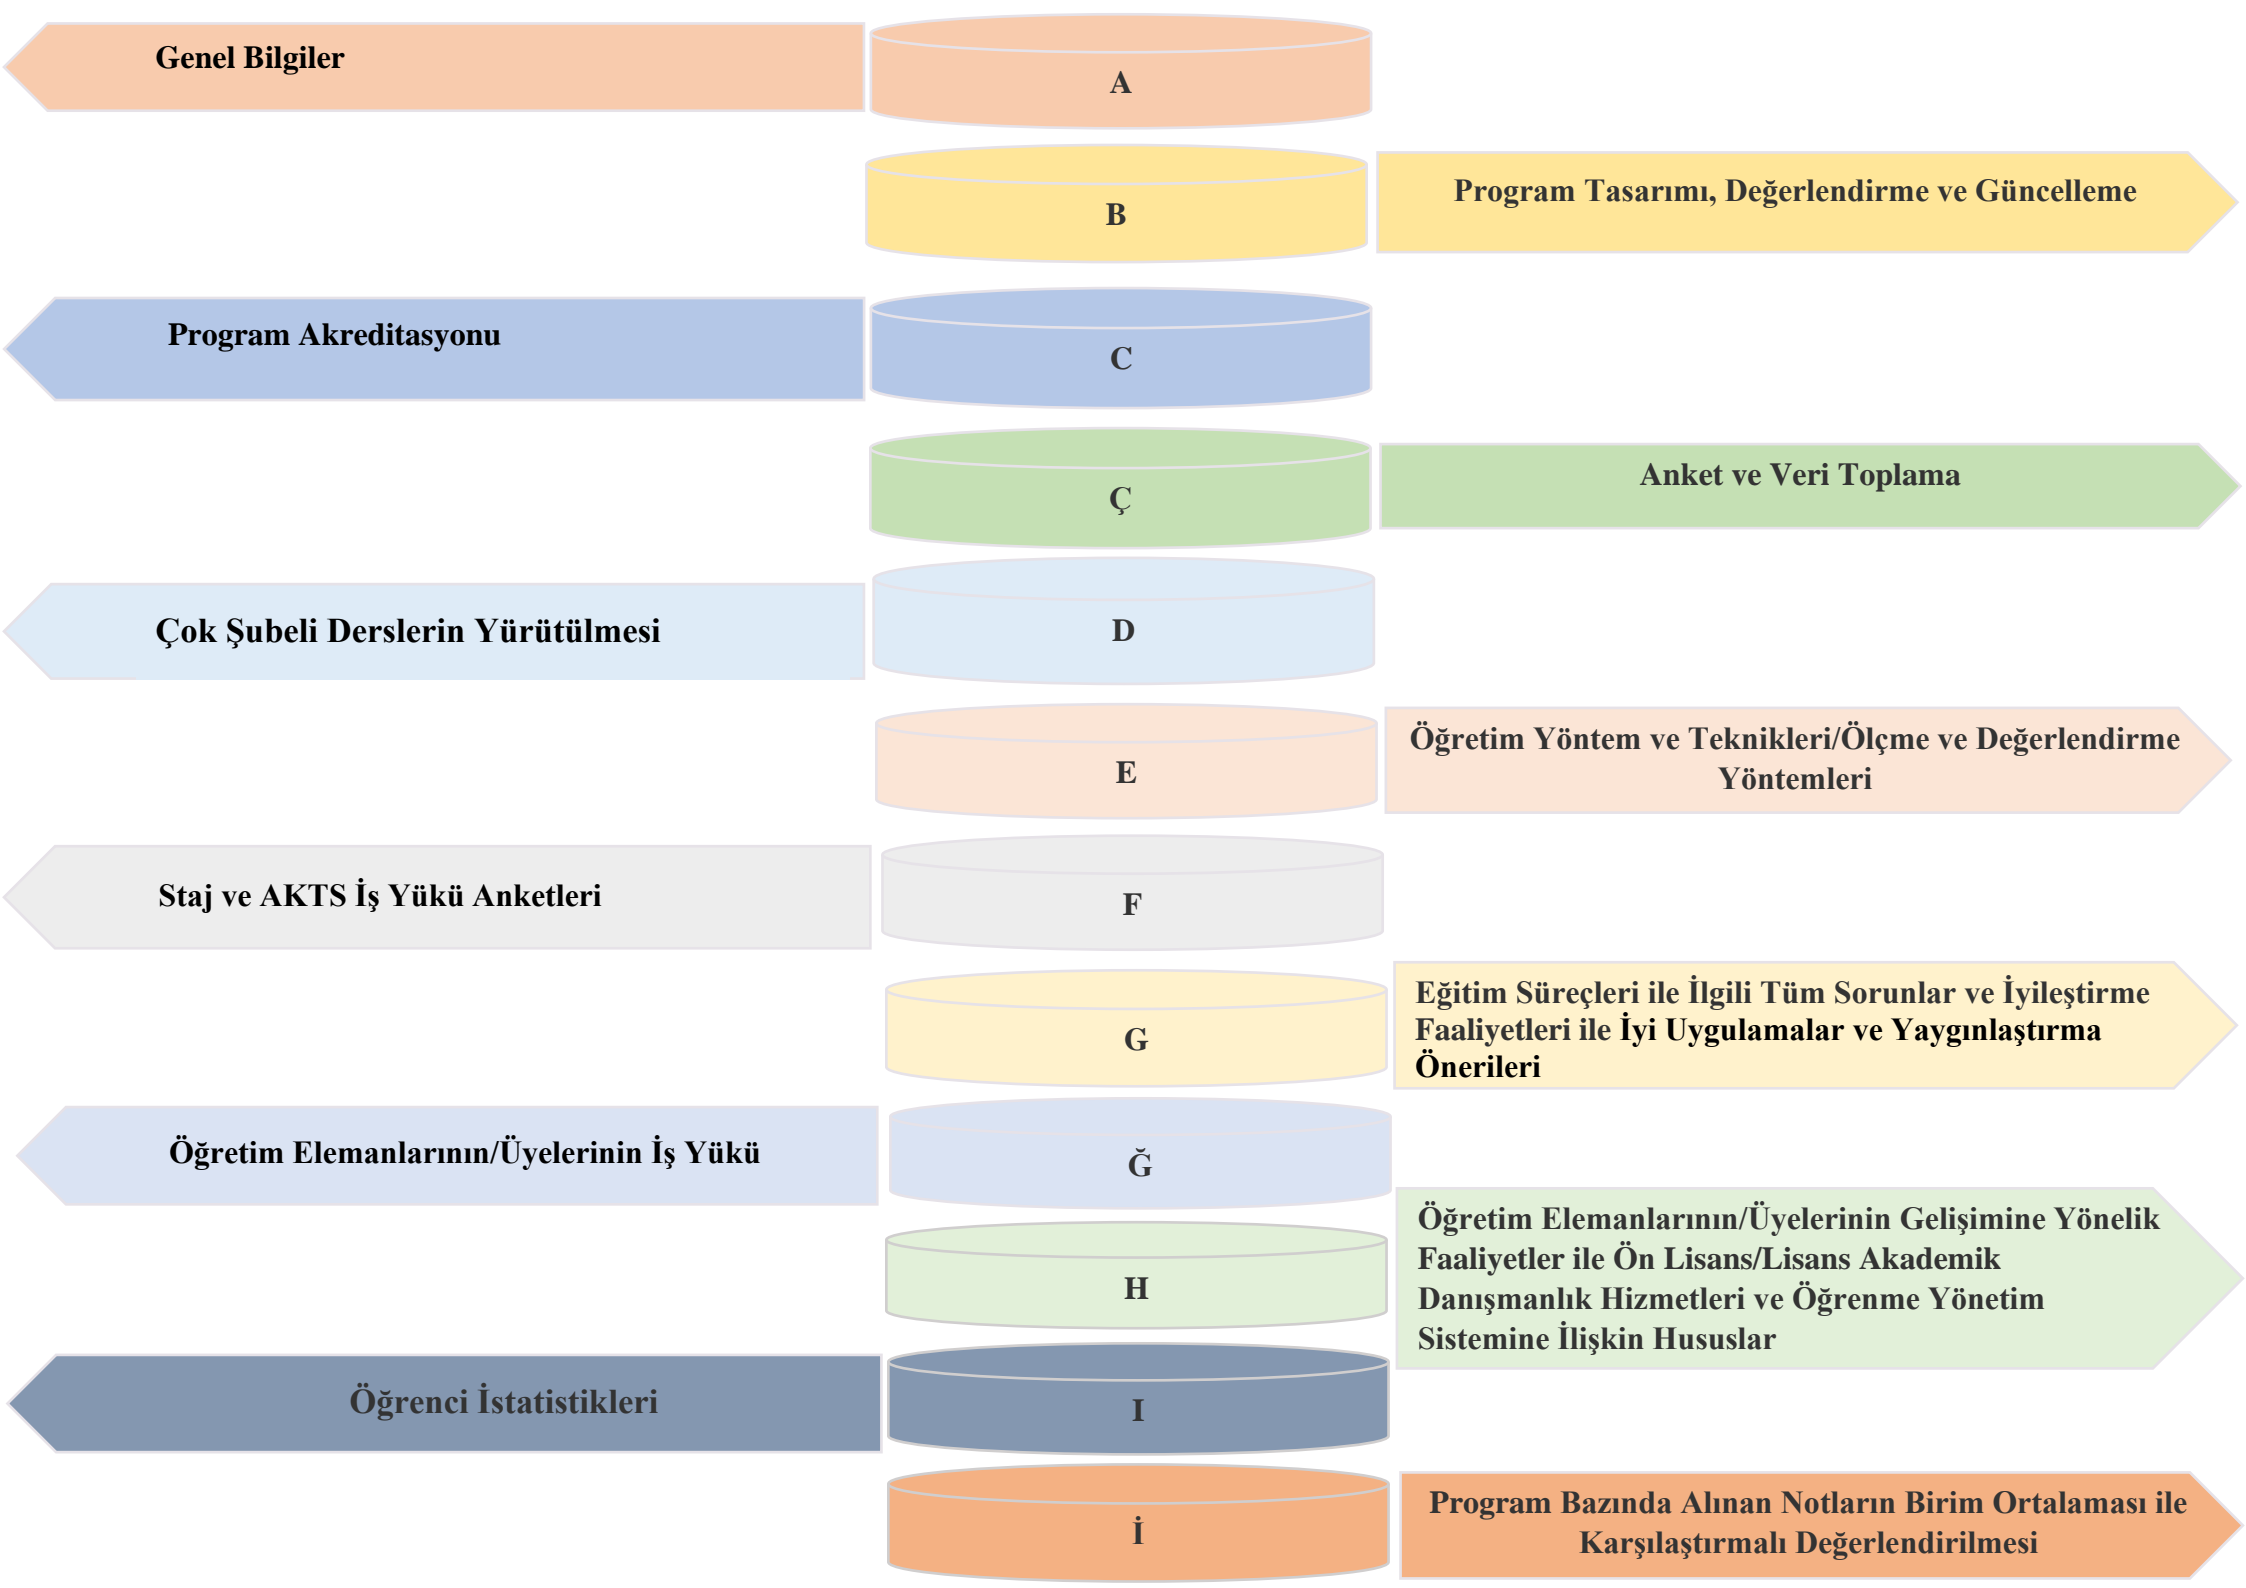 Genel Bilgiler
A
B
Program Tasarımı, Değerlendirme ve Güncelleme
Program Akreditasyonu
C
Ç
Anket ve Veri Toplama
Çok Şubeli Derslerin Yürütülmesi
D
E
Öğretim Yöntem ve Teknikleri/Ölçme ve Değerlendirme
Yöntemleri
Staj ve AKTS İş Yükü Anketleri
F
G
Eğitim Süreçleri ile İlgili Tüm Sorunlar ve İyileştirme
Faaliyetleri ile İyi Uygulamalar ve Yaygınlaştırma
Önerileri
Öğretim Elemanlarının/Üyelerinin İş Yükü
Ğ
H
Öğretim Elemanlarının/Üyelerinin Gelişimine Yönelik
Faaliyetler ile Ön Lisans/Lisans Akademik
Danışmanlık Hizmetleri ve Öğrenme Yönetim
Sistemine İlişkin Hususlar
Öğrenci İstatistikleri
I
İ
Program Bazında Alınan Notların Birim Ortalaması ile
Karşılaştırmalı Değerlendirilmesi